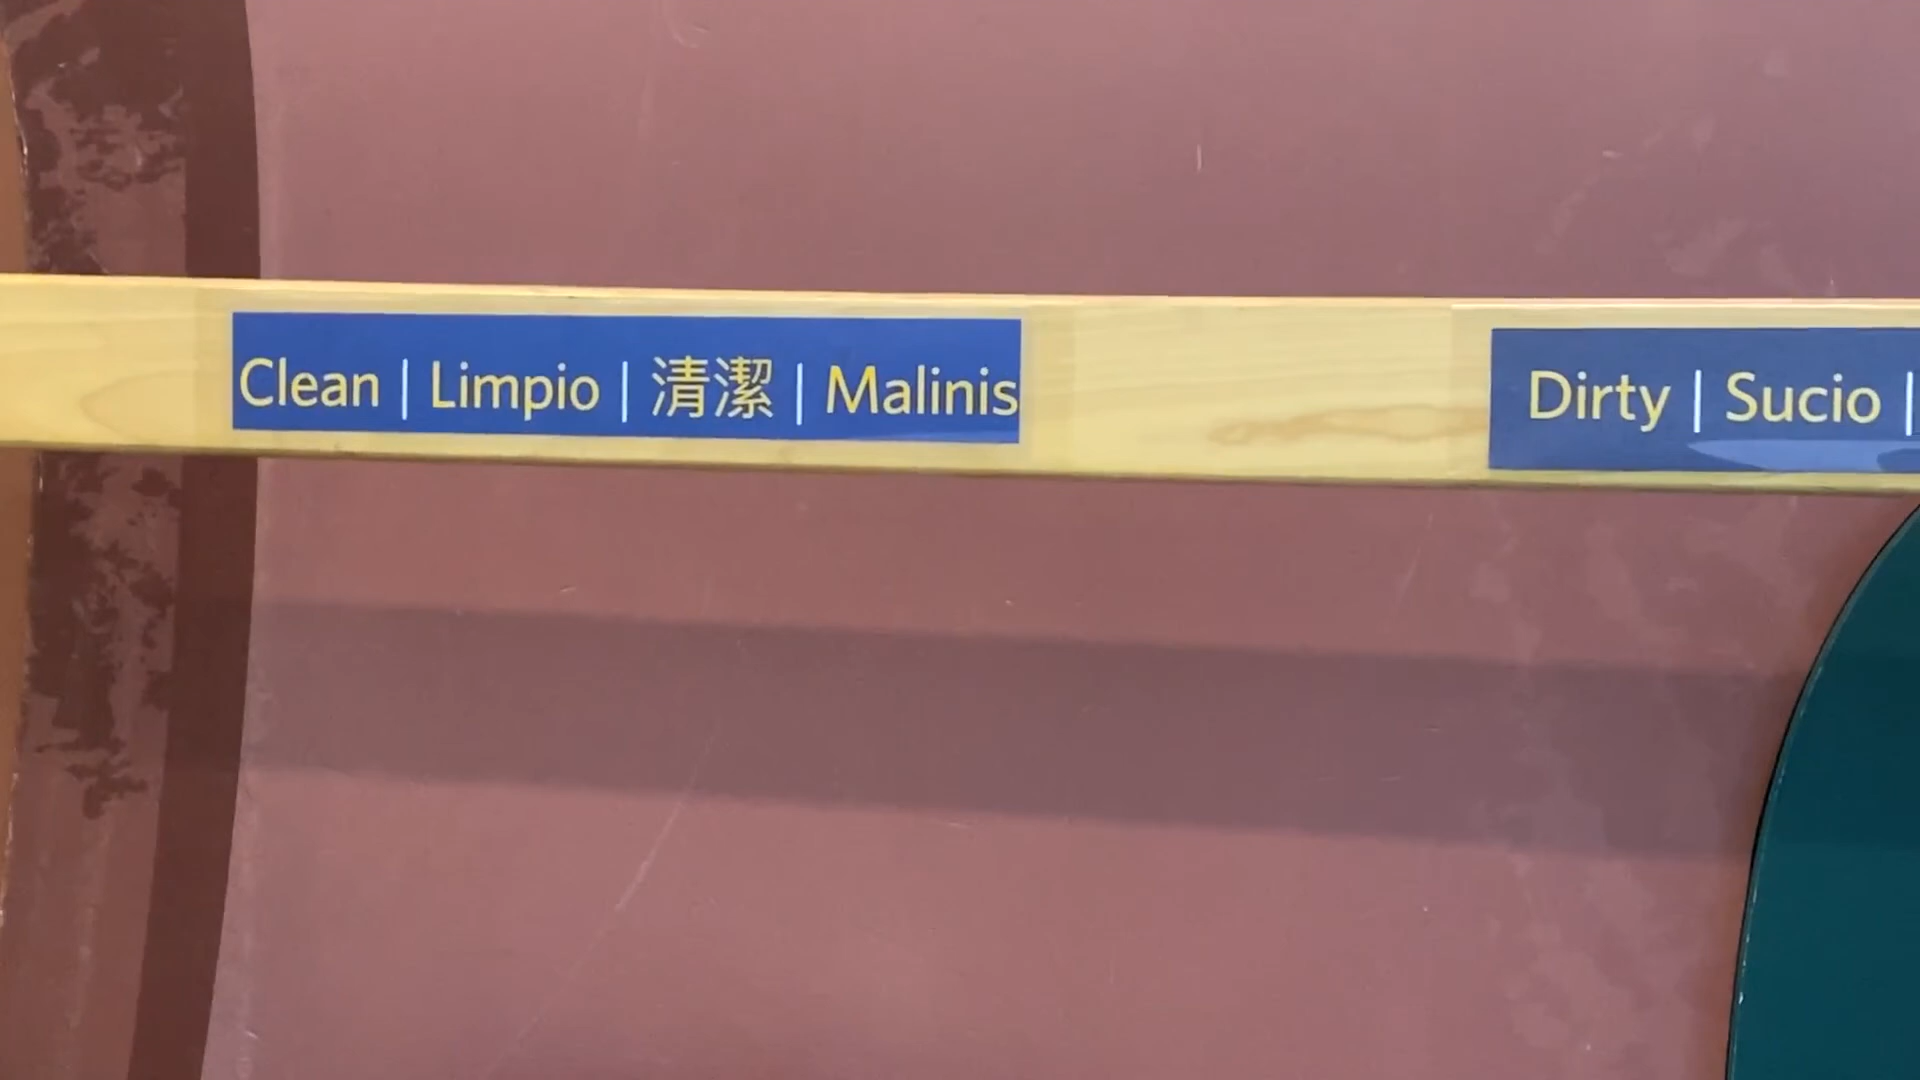 Clean | Limpio | 清潔 | Malinis
Dirty | Sucio |